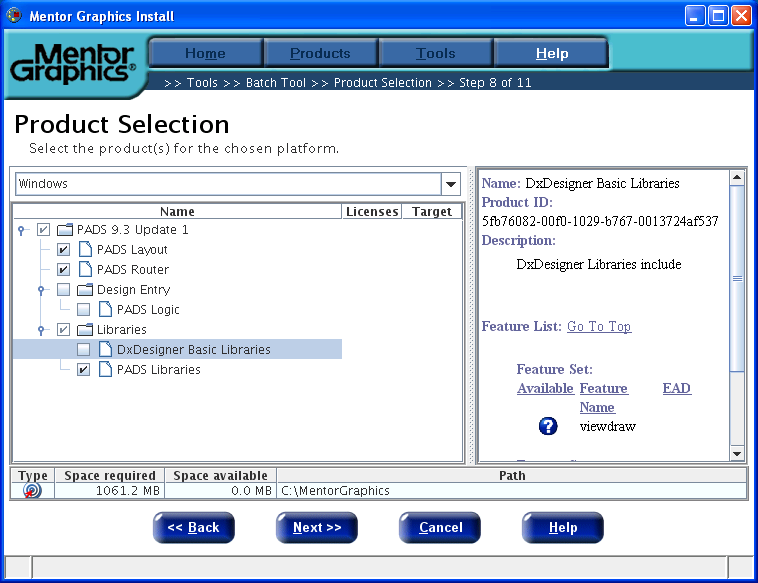 Mentor Graphics Install
Mentor Graphics®
Home Products Tools Help
>> Tools >> Batch Tool >> Product Selection >> Step 8 of 11
Product Selection
Select the product(s) for the chosen platform.
Windows
Name Licenses Target
PADS 9.3 Update 1
PADS Layout
PADS Router
Design Entry
PADS Logic
Libraries
DxDesigner Basic Libraries
PADS Libraries
Name: DxDesigner Basic Libraries
Product ID:
5fb76082-00f0-1029-b767-0013724af537
Description:
DxDesigner Libraries include
Feature List: Go To Top
Feature Set:
Available Feature Name EAD
? viewdraw
Type Space required Space available Path
1061.2 MB 0.0 MB C:\MentorGraphics
<< Back Next >> Cancel Help